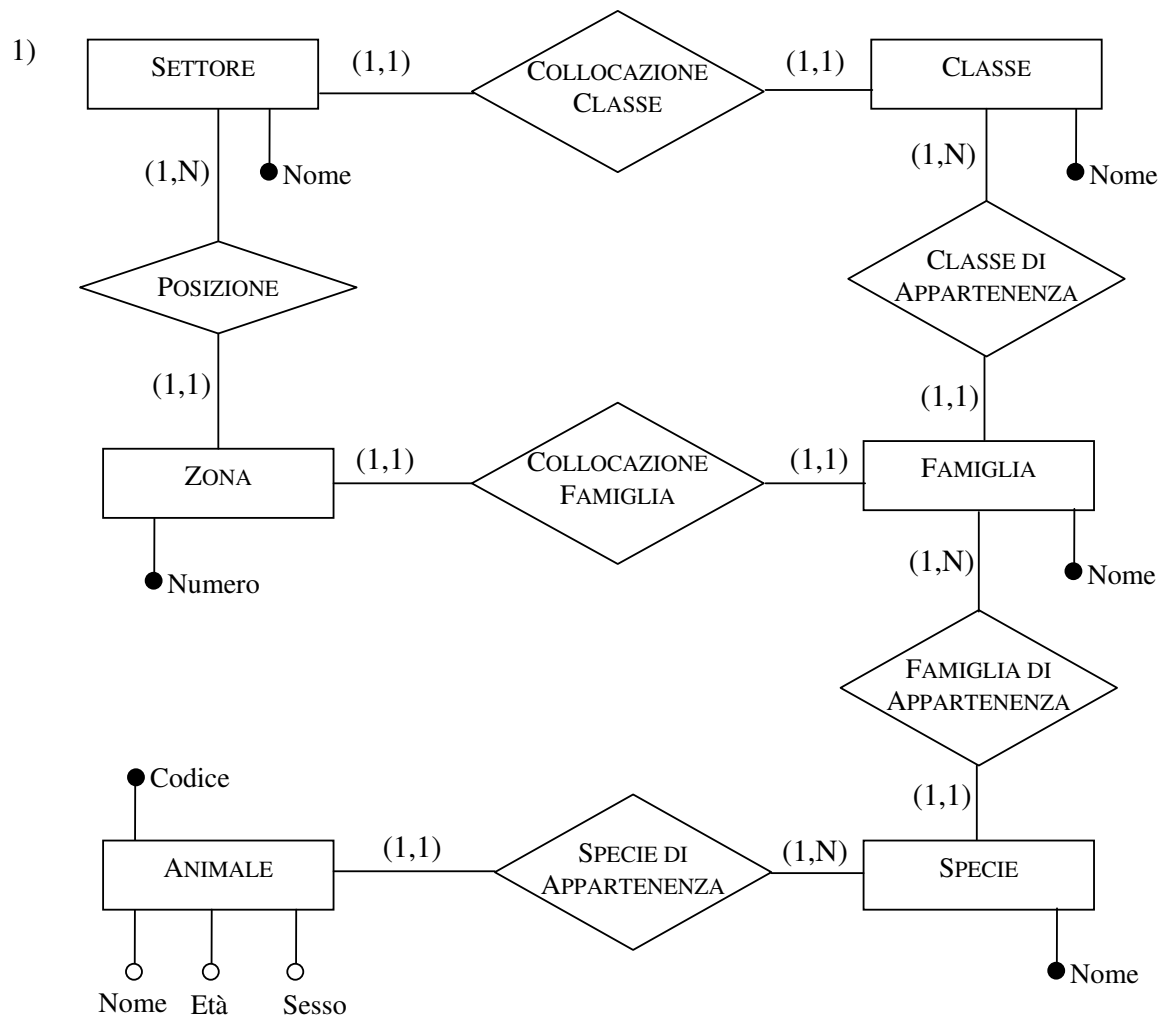 1)
SETTORE
(1,1)
COLLOCAZIONE
CLASSE
(1,1)
CLASSE
(1,N)
Nome
(1,N)
Nome
POSIZIONE
CLASSE DI
APPARTENENZA
(1,1)
(1,1)
ZONA
(1,1)
COLLOCAZIONE
FAMIGLIA
(1,1)
FAMIGLIA
Numero
(1,N)
Nome
FAMIGLIA DI
APPARTENENZA
Codice
(1,1)
ANIMALE
(1,1)
SPECIE DI
APPARTENENZA
(1,N)
SPECIE
Nome
Età
Sesso
Nome